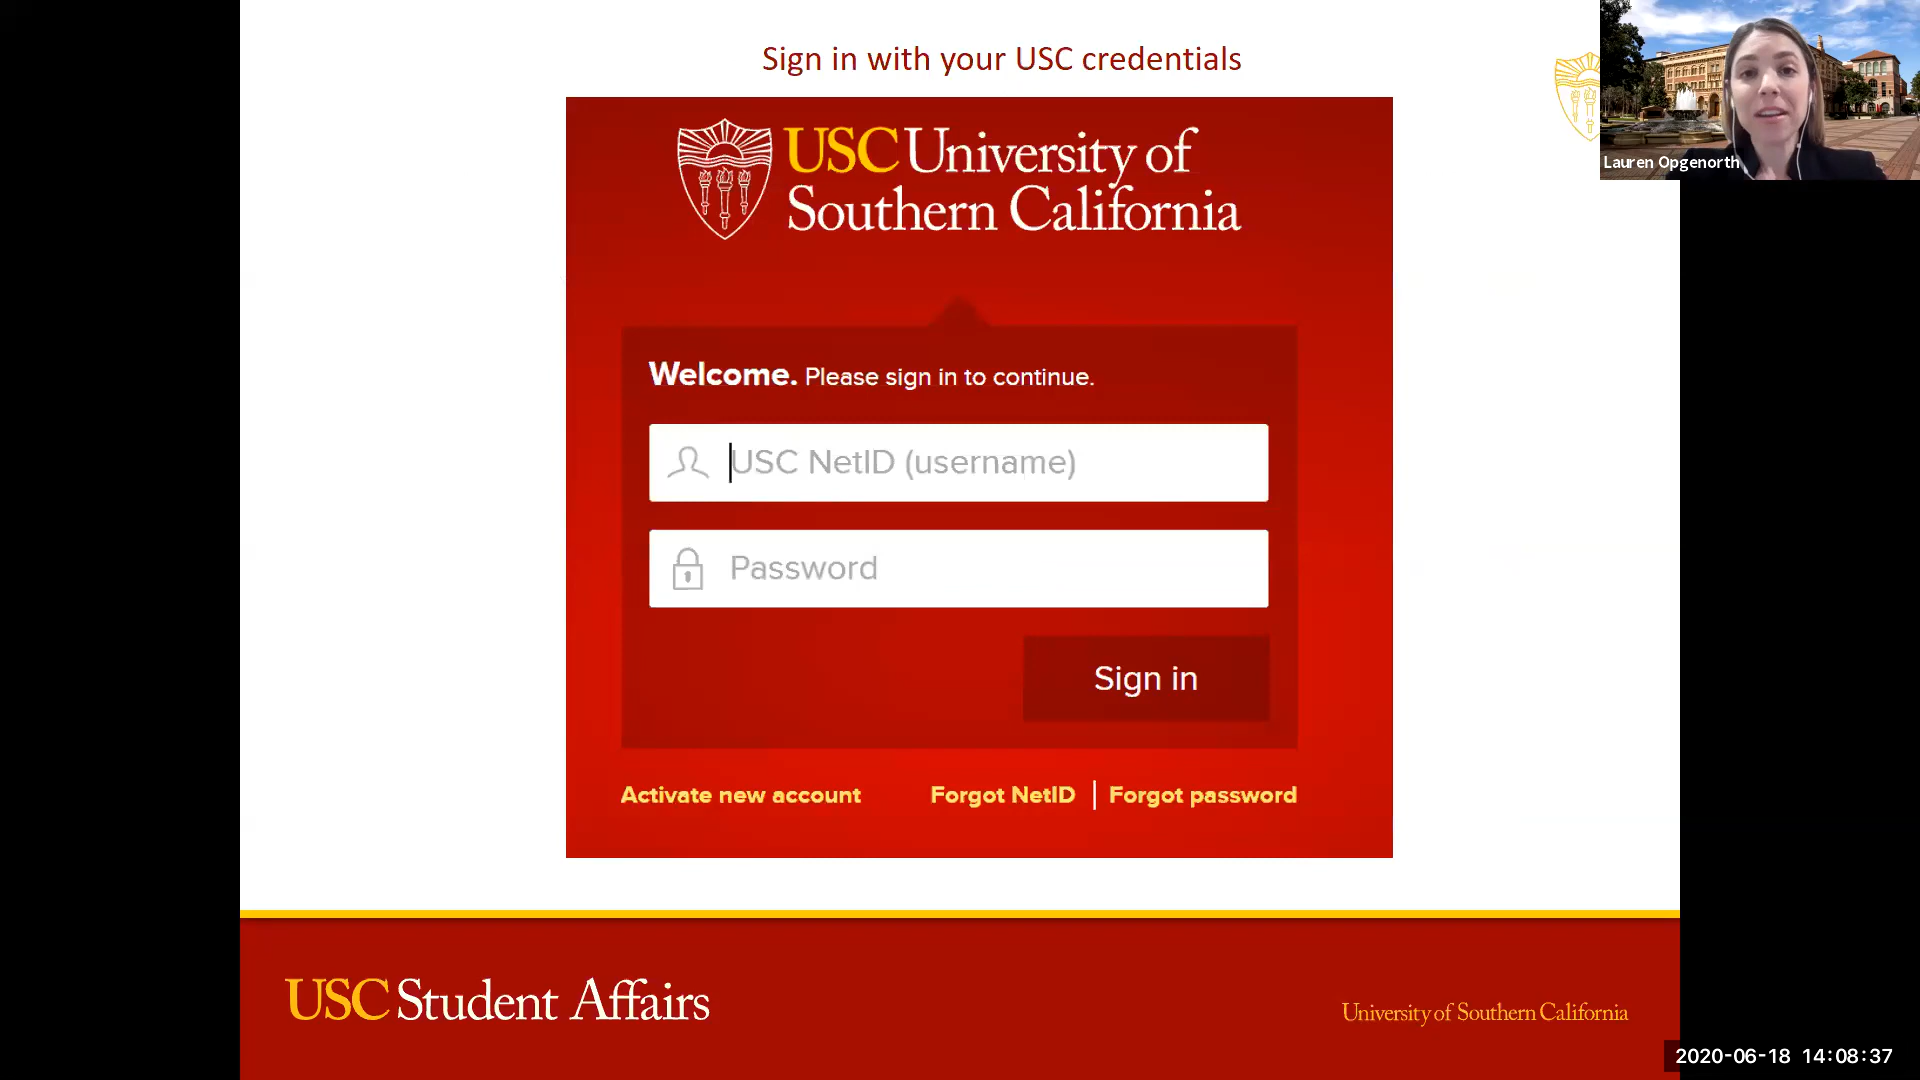 Sign in with your USC credentials
Lauren Opgenorth
USC University of
Southern California
Welcome. Please sign in to continue.
USC NetID (username)
Password
Sign in
Activate new account
Forgot NetID | Forgot password
USC Student Affairs
University of Southern California
2020-06-18 14:08:37